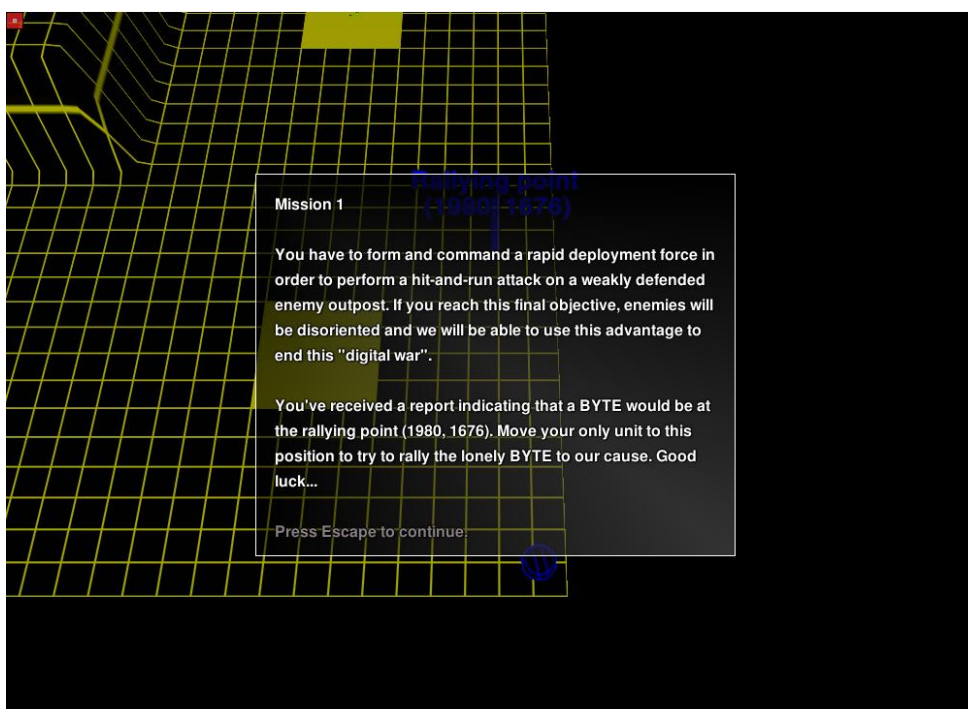 Rallying point
(1980, 1676)
Mission 1
You have to form and command a rapid deployment force in
order to perform a hit-and-run attack on a weakly defended
enemy outpost. If you reach this final objective, enemies will
be disoriented and we will be able to use this advantage to
end this "digital war".
You've received a report indicating that a BYTE would be at
the rallying point (1980, 1676). Move your only unit to this
position to try to rally the lonely BYTE to our cause. Good
luck...
Press Escape to continue.